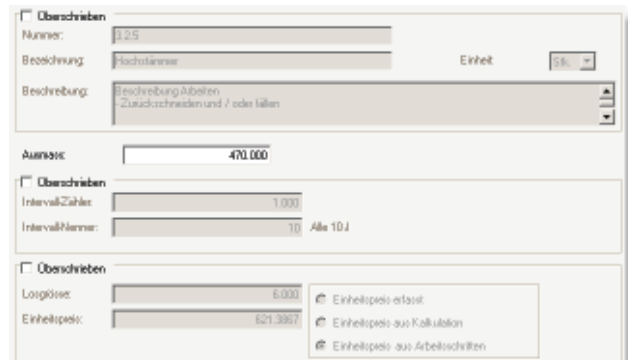 Überschrieben
Nummer: 3.2.5
Bezeichnung: Hochstämmer Einheit Stk.
Beschreibung: Beschreibung Arbeiten
- Zurückschneiden und / oder fällen
Ausmass: 470.000
Überschrieben
Intervall-Zähler: 1.000
Intervall-Nenner: 10 Alle 10 J
Überschrieben
Losgrösse: 6.000
Einheitspreis erfasst
Einheitspreis: 621.3867
Einheitspreis aus Kalkulation
Einheitspreis aus Arbeitsschritten